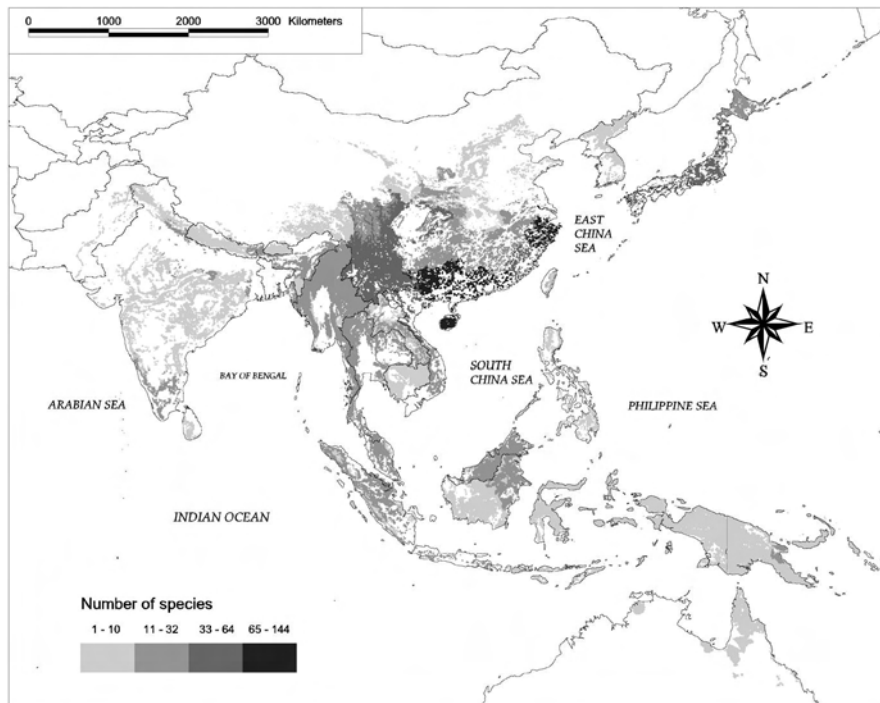 0 1000 2000 3000 Kilometers
EAST
CHINA
SEA
N
W E
S
BAY OF BENGAL
SOUTH
CHINA SEA
ARABIAN SEA
PHILIPPINE SEA
INDIAN OCEAN
Number of species
1 - 10 11 - 32 33 - 64 65 - 144